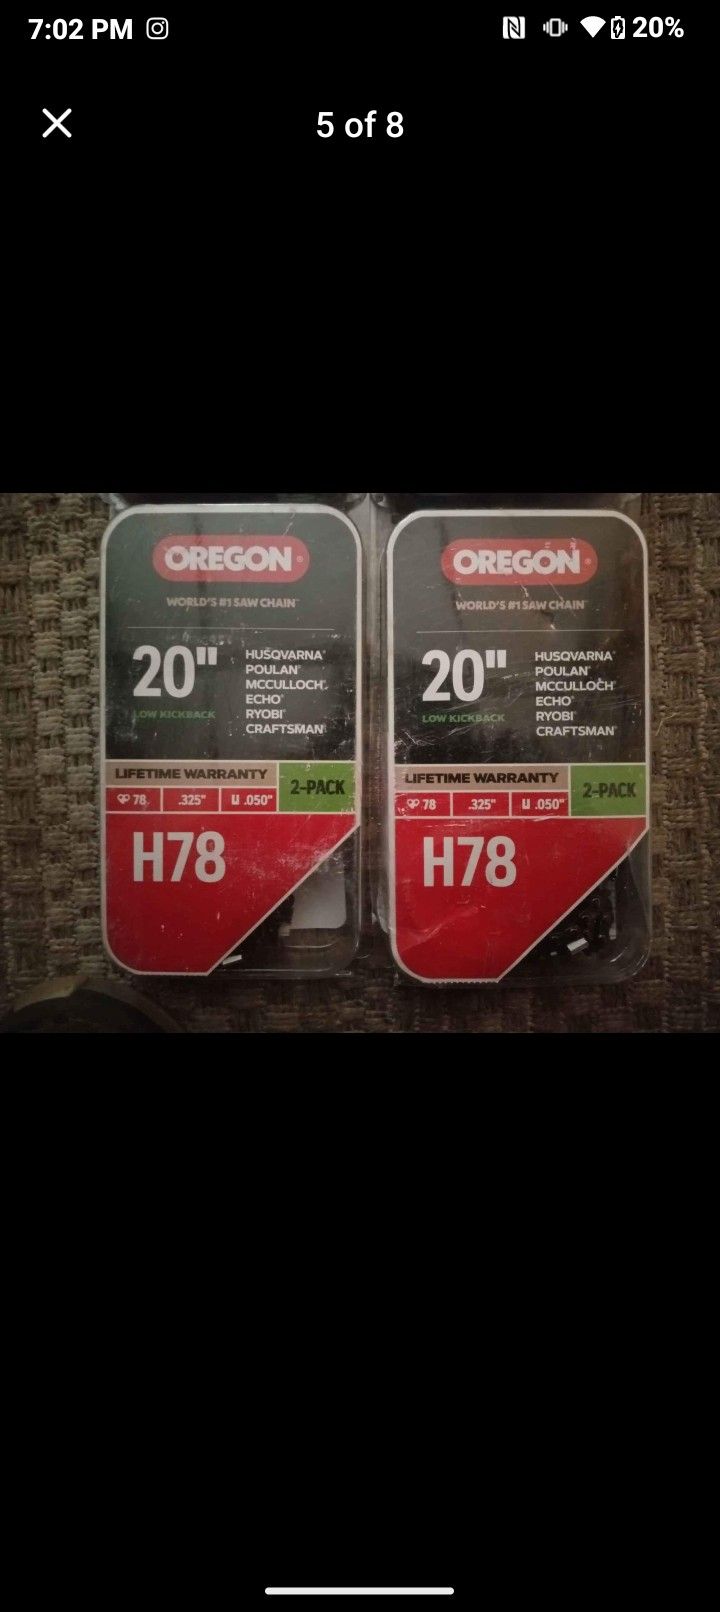 7:02 PM
20%
5 of 8
OREGON®
WORLD'S #1 SAW CHAIN™
20"
LOW KICKBACK
HUSQVARNA®
POULAN®
MCCULLOCH®
ECHO®
RYOBI®
CRAFTSMAN®
LIFETIME WARRANTY
2-PACK
78 .325" .050"
H78
OREGON®
WORLD'S #1 SAW CHAIN™
20"
LOW KICKBACK
HUSQVARNA®
POULAN®
MCCULLOCH®
ECHO®
RYOBI®
CRAFTSMAN®
LIFETIME WARRANTY
2-PACK
78 .325" .050"
H78